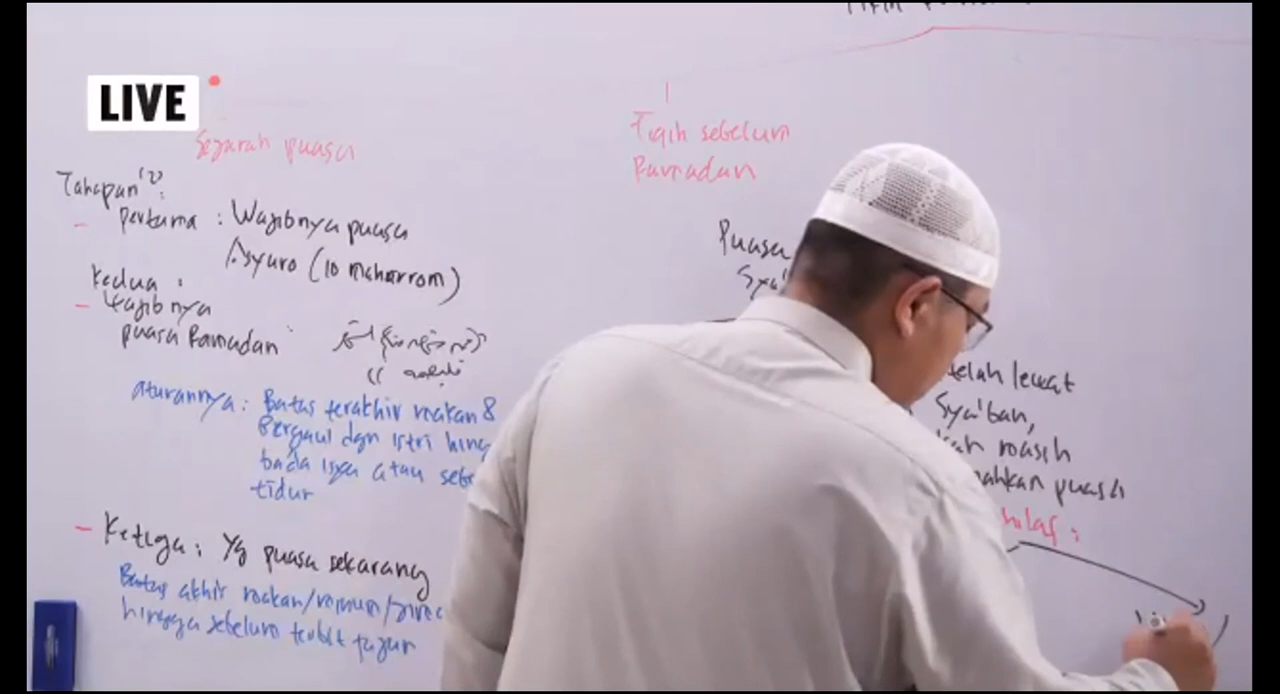 LIVE
Sejarah puasa
Tahapan
Pertama : Wajibnya puasa
Asyuro (10 Muharrom)
Kedua :
Wajibnya
puasa Ramadan
aturannya : Batas terakhir makan &
Bergaul dgn istri hing
bada isya atau sebe
tidur
Ketiga : Yg puasa sekarang
Batas akhir makan/minum/
hingga sebelum terbit fajar
Fiqih sebelum
Ramadan
Puasa
Sya'
telah lewat
Sya'ban,
kah masih
ahkan puasa
hilaf :